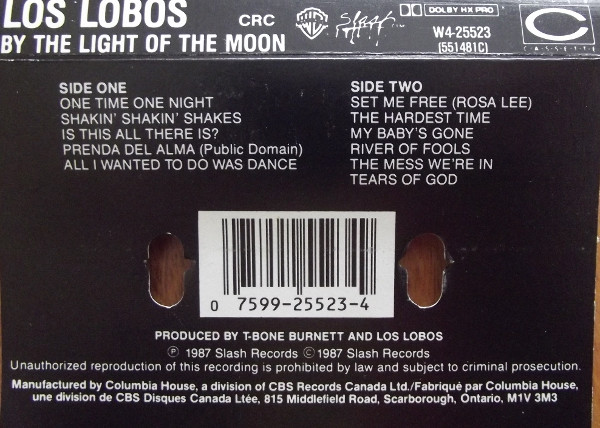 LOS LOBOS
BY THE LIGHT OF THE MOON
CRC
WB
Slash
DOLBY HX PRO
W4-25523
(551481C)
C
CASSETTE
SIDE ONE
ONE TIME ONE NIGHT
SHAKIN' SHAKIN' SHAKES
IS THIS ALL THERE IS?
PRENDA DEL ALMA (Public Domain)
ALL I WANTED TO DO WAS DANCE
SIDE TWO
SET ME FREE (ROSA LEE)
THE HARDEST TIME
MY BABY'S GONE
RIVER OF FOOLS
THE MESS WE'RE IN
TEARS OF GOD
0 7599-25523-4
PRODUCED BY T-BONE BURNETT AND LOS LOBOS
℗ 1987 Slash Records ©1987 Slash Records
Unauthorized reproduction of this recording is prohibited by law and subject to criminal prosecution.
Manufactured by Columbia House, a division of CBS Records Canada Ltd./Fabriqué par Columbia House,
une division de CBS Disques Canada Ltée, 815 Middlefield Road, Scarborough, Ontario, M1V 3M3